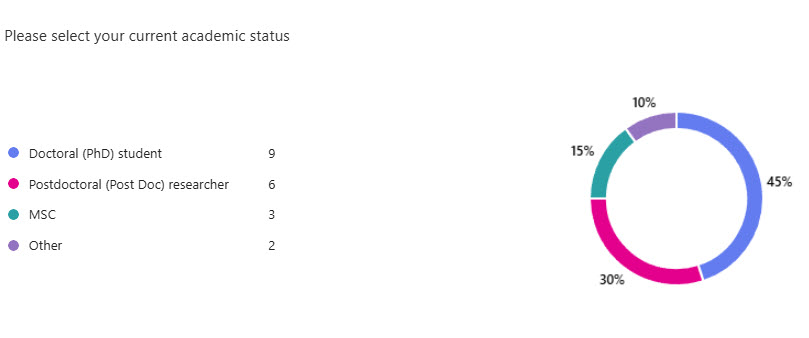 Please select your current academic status
Doctoral (PhD) student 9
Postdoctoral (Post Doc) researcher 6
MSC 3
Other 2
10%
15%
45%
30%